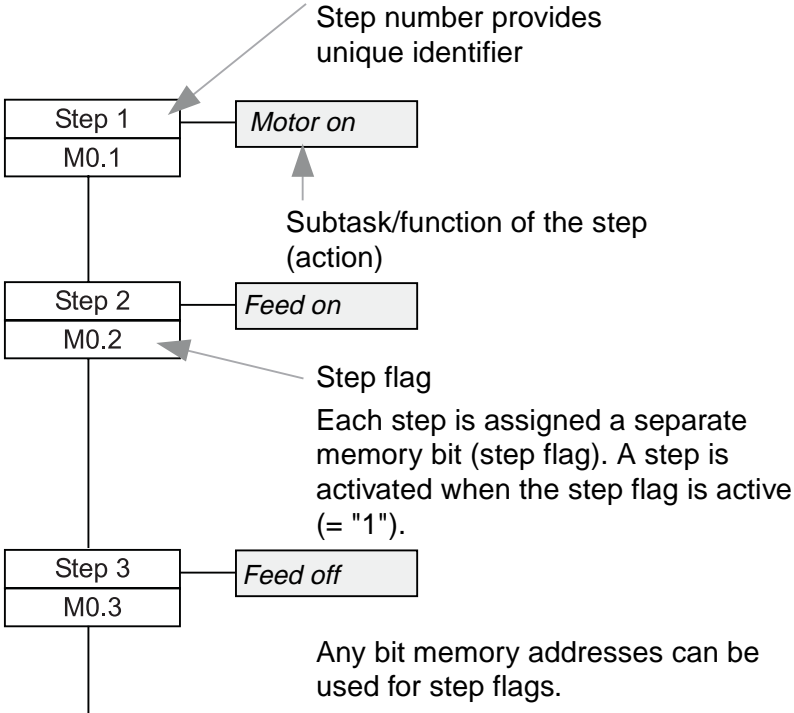 Step number provides
unique identifier
Step 1
Motor on
M0.1
Subtask/function of the step
(action)
Step 2
Feed on
M0.2
Step flag
Each step is assigned a separate
memory bit (step flag). A step is
activated when the step flag is active
(= "1").
Step 3
Feed off
M0.3
Any bit memory addresses can be
used for step flags.